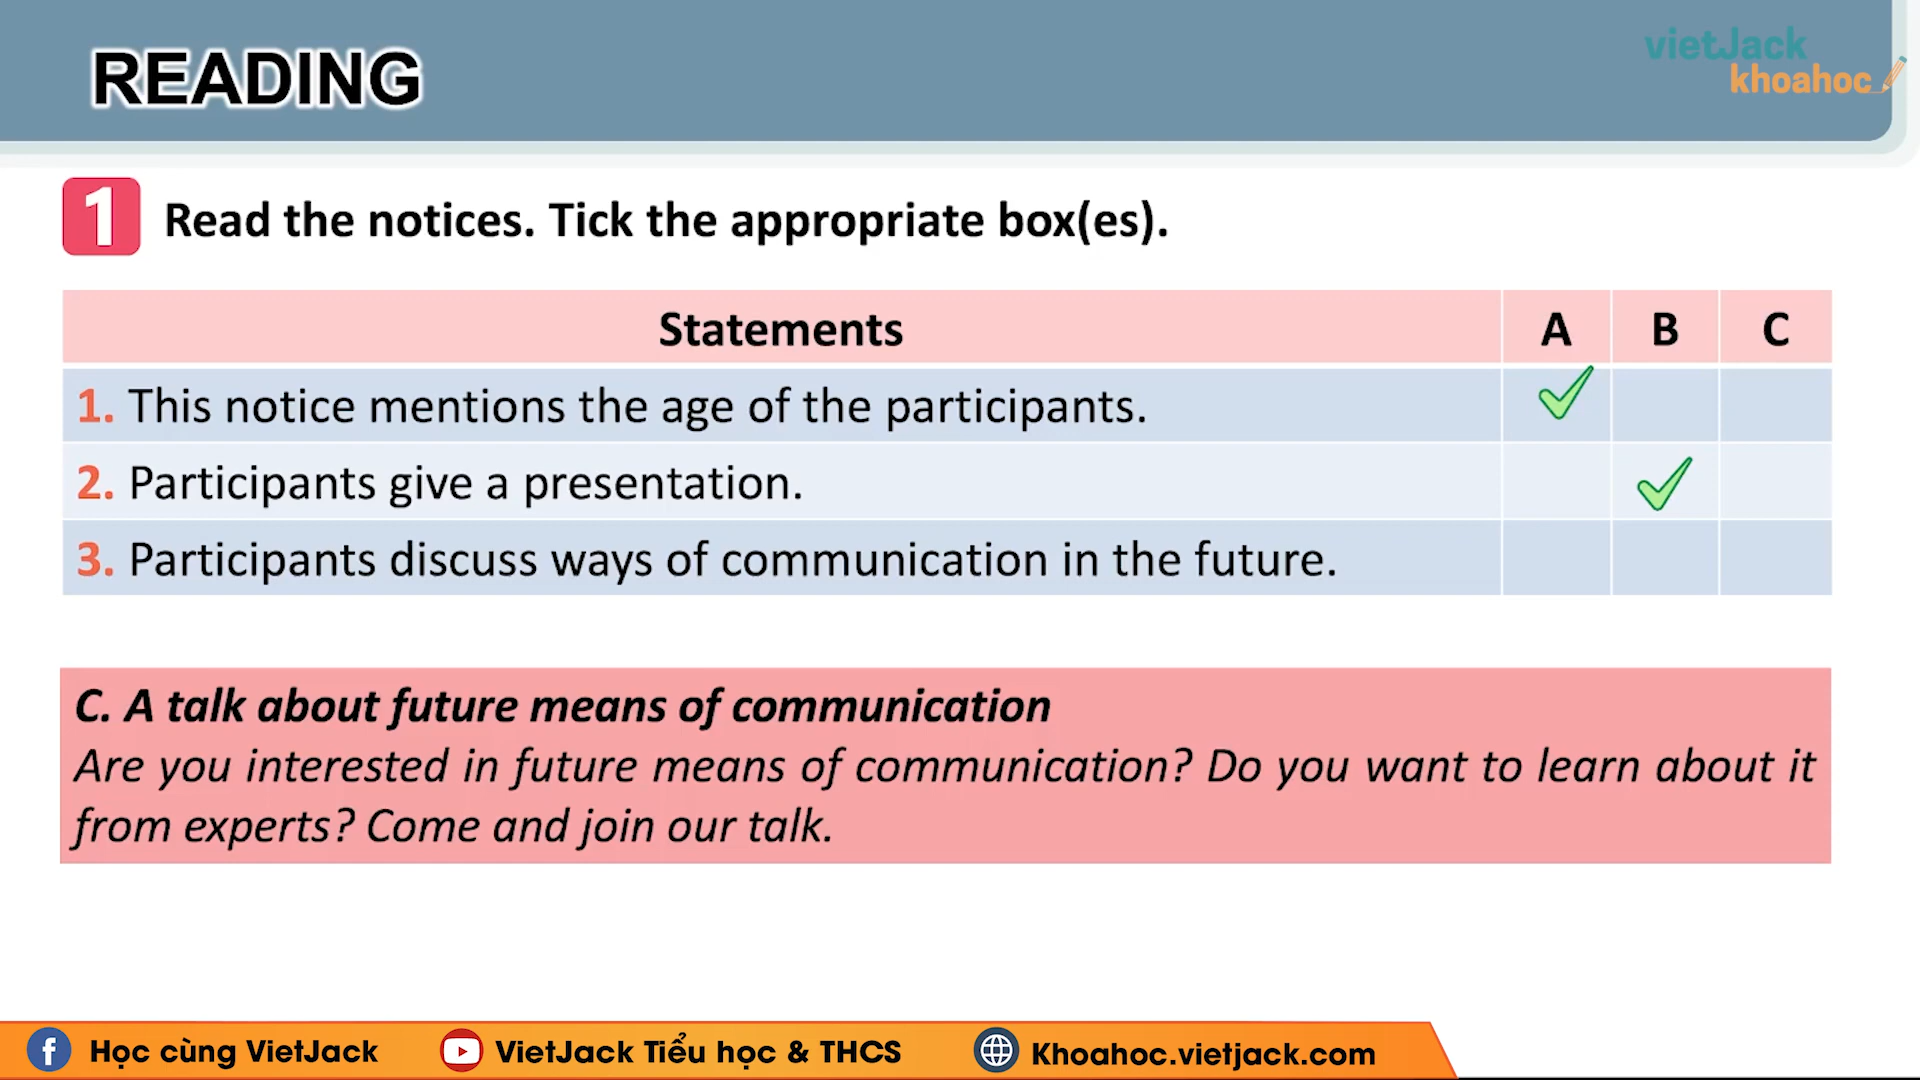 READING
vietJack
khoahoc
1 Read the notices. Tick the appropriate box(es).
Statements A B C
1. This notice mentions the age of the participants.
2. Participants give a presentation.
3. Participants discuss ways of communication in the future.
C. A talk about future means of communication
Are you interested in future means of communication? Do you want to learn about it
from experts? Come and join our talk.
Học cùng VietJack VietJack Tiểu học & THCS Khoahoc.vietjack.com